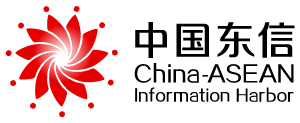 中国东信
China-ASEAN
Information Harbor